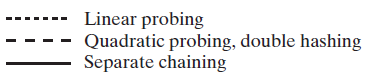 Linear probing
Quadratic probing, double hashing
Separate chaining